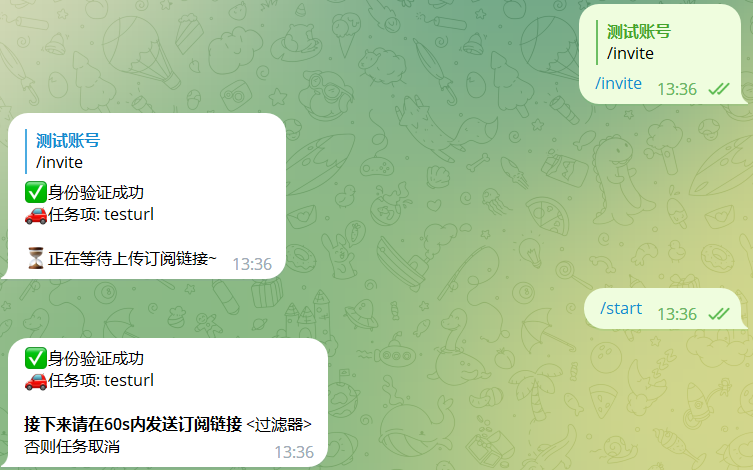 测试账号
/invite
/invite 13:36
测试账号
/invite
✅身份验证成功
🚗任务项: testurl
⏳正在等待上传订阅链接~ 13:36
/start 13:36
✅身份验证成功
🚗任务项: testurl
接下来请在60s内发送订阅链接 <过滤器>
否则任务取消 13:36